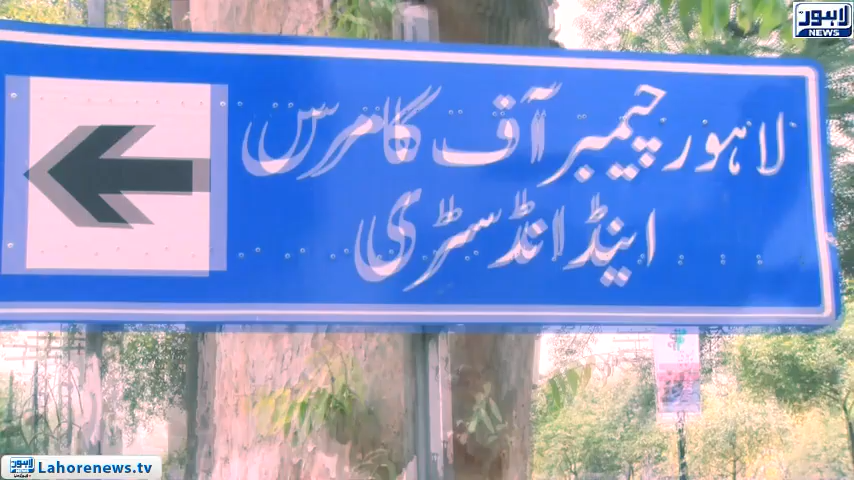 لاہور
NEWS
لاہور چیمبر آف کامرس
اینڈ انڈسٹری
Lahorenews.tv